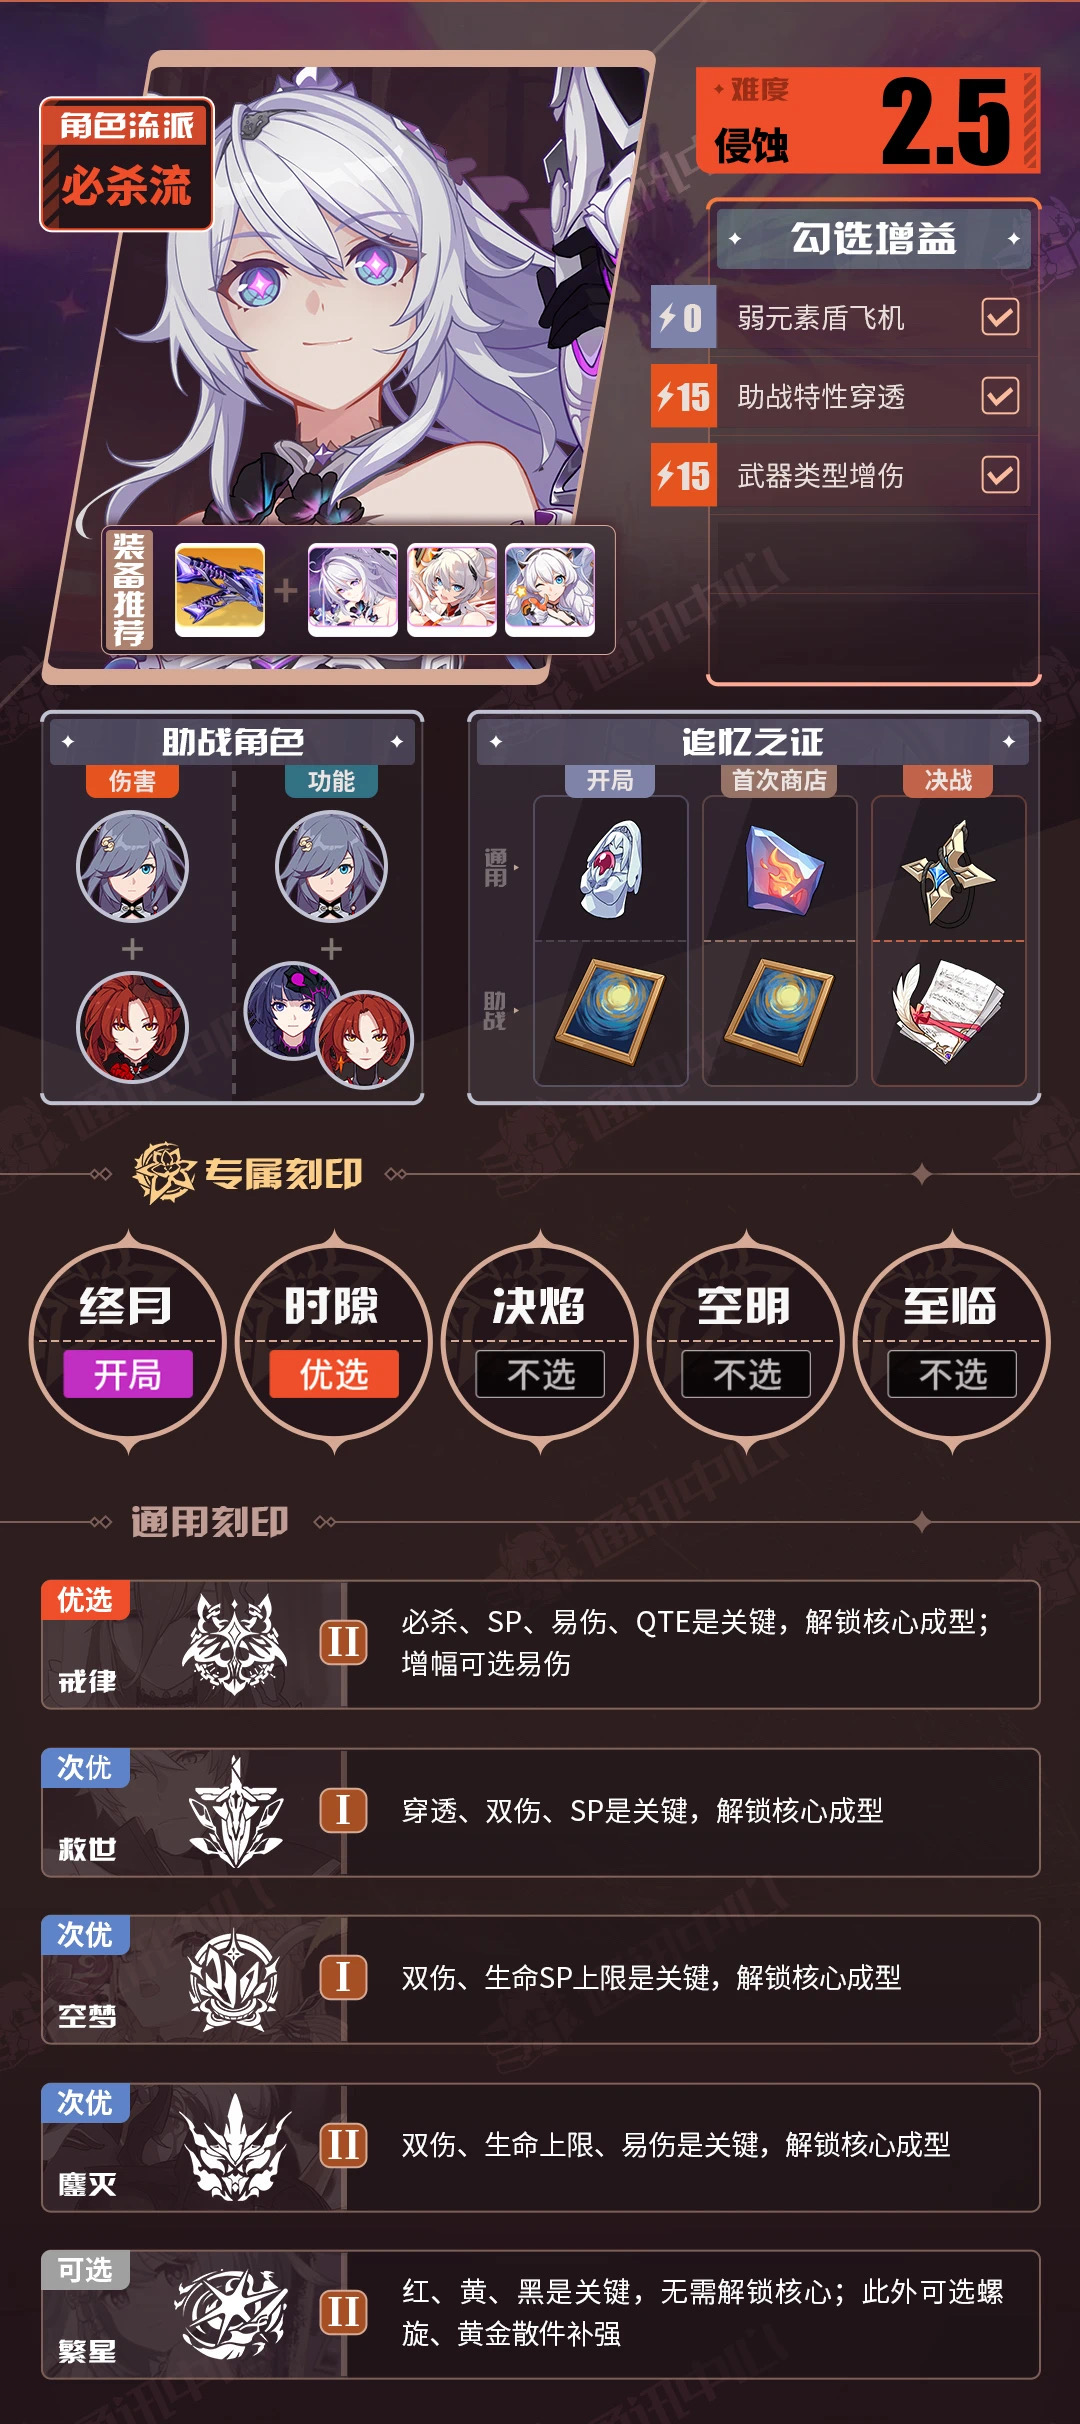 角色流派
必杀流
难度
侵蚀
2.5
勾选增益
0
弱元素盾飞机
15
助战特性穿透
15
武器类型增伤
装备推荐
+
助战角色
伤害
功能
+
+
追忆之证
开局
首次商店
决战
通用
助战
专属刻印
终月
开局
时隙
优选
决焰
不选
空明
不选
至临
不选
通用刻印
优选
戒律
II
必杀、SP、易伤、QTE是关键，解锁核心成型；
增幅可选易伤
次优
救世
I
穿透、双伤、SP是关键，解锁核心成型
次优
空梦
I
双伤、生命SP上限是关键，解锁核心成型
次优
鏖灭
II
双伤、生命上限、易伤是关键，解锁核心成型
可选
繁星
II
红、黄、黑是关键，无需解锁核心；此外可选螺
旋、黄金散件补强
通讯中心